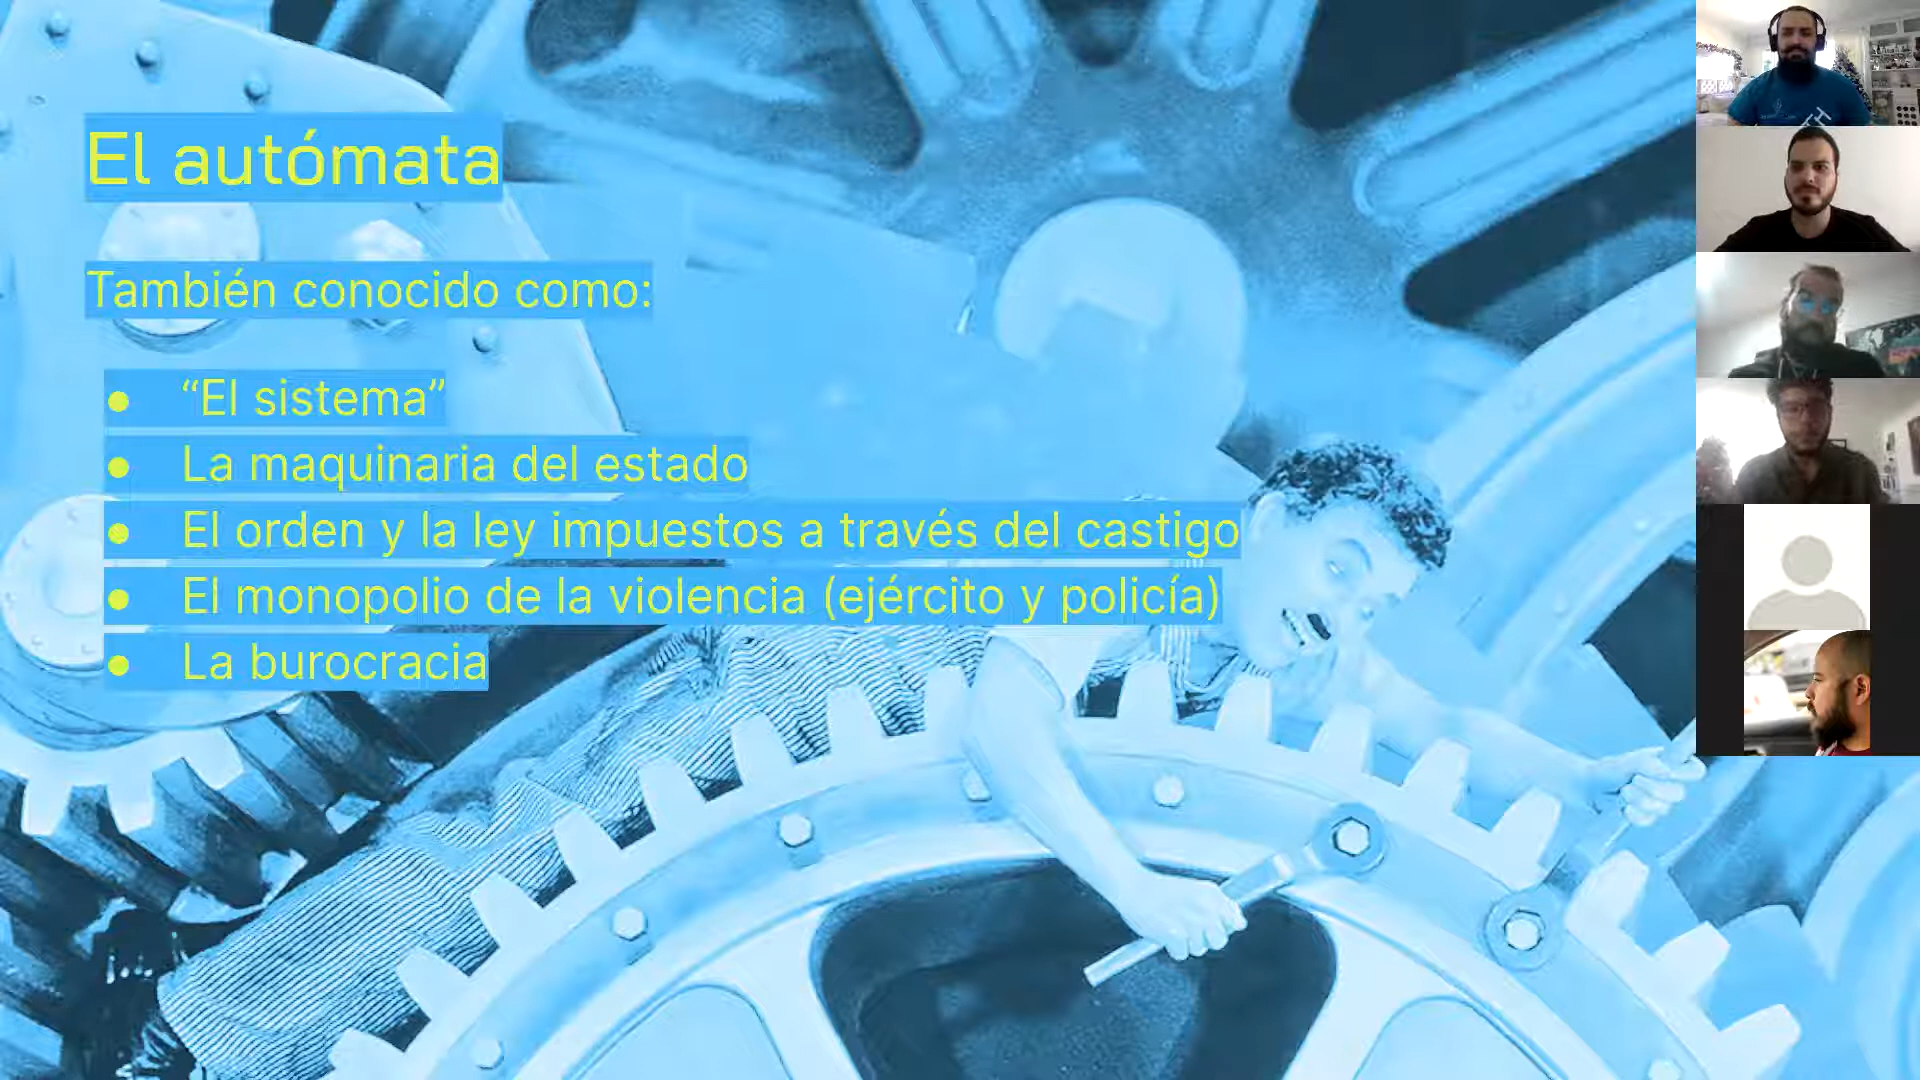 El autómata
También conocido como:
● “El sistema”
● La maquinaria del estado
● El orden y la ley impuestos a través del castigo
● El monopolio de la violencia (ejército y policía)
● La burocracia